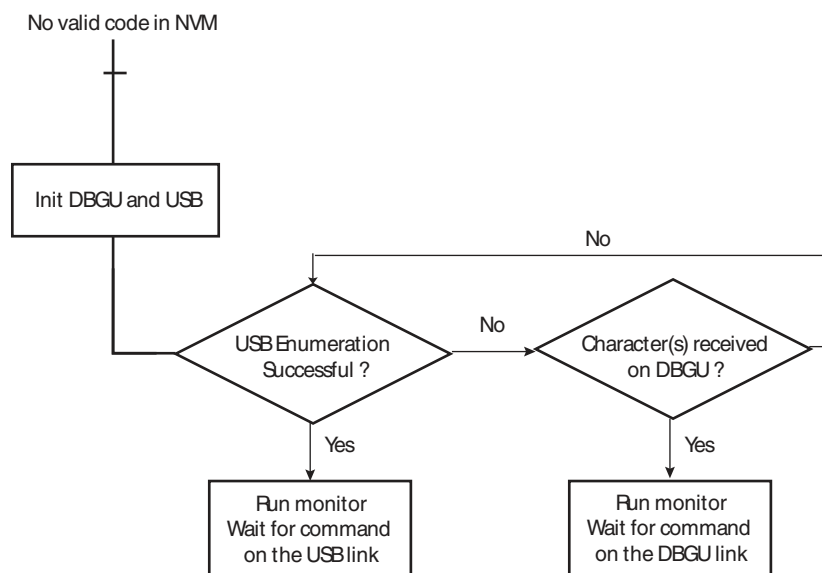 No valid code in NVM
Init DBGU and USB
No
USB Enumeration
Successful ?
No
Character(s) received
on DBGU ?
Yes
Yes
Run monitor
Wait for command
on the USB link
Run monitor
Wait for command
on the DBGU link